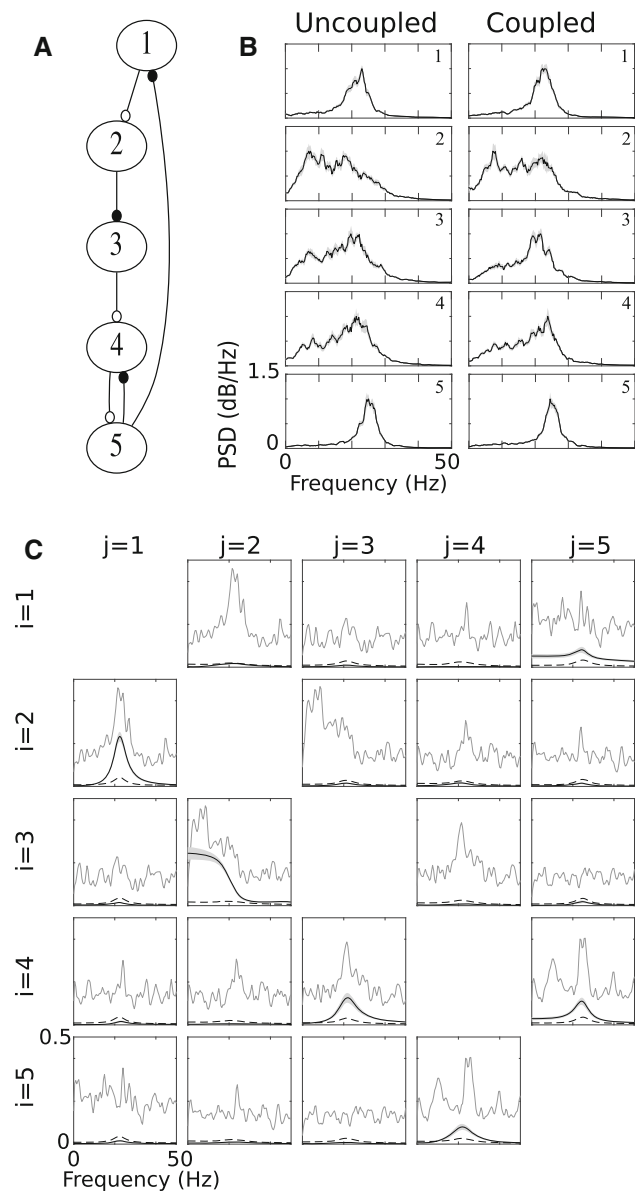 A
1
2
3
4
5
B
Uncoupled
Coupled
1
1
2
2
3
3
4
4
5
5
1.5
0
PSD (dB/Hz)
0
50
Frequency (Hz)
C
j=1
j=2
j=3
j=4
j=5
i=1
i=2
i=3
i=4
i=5
0.5
0
0
50
Frequency (Hz)